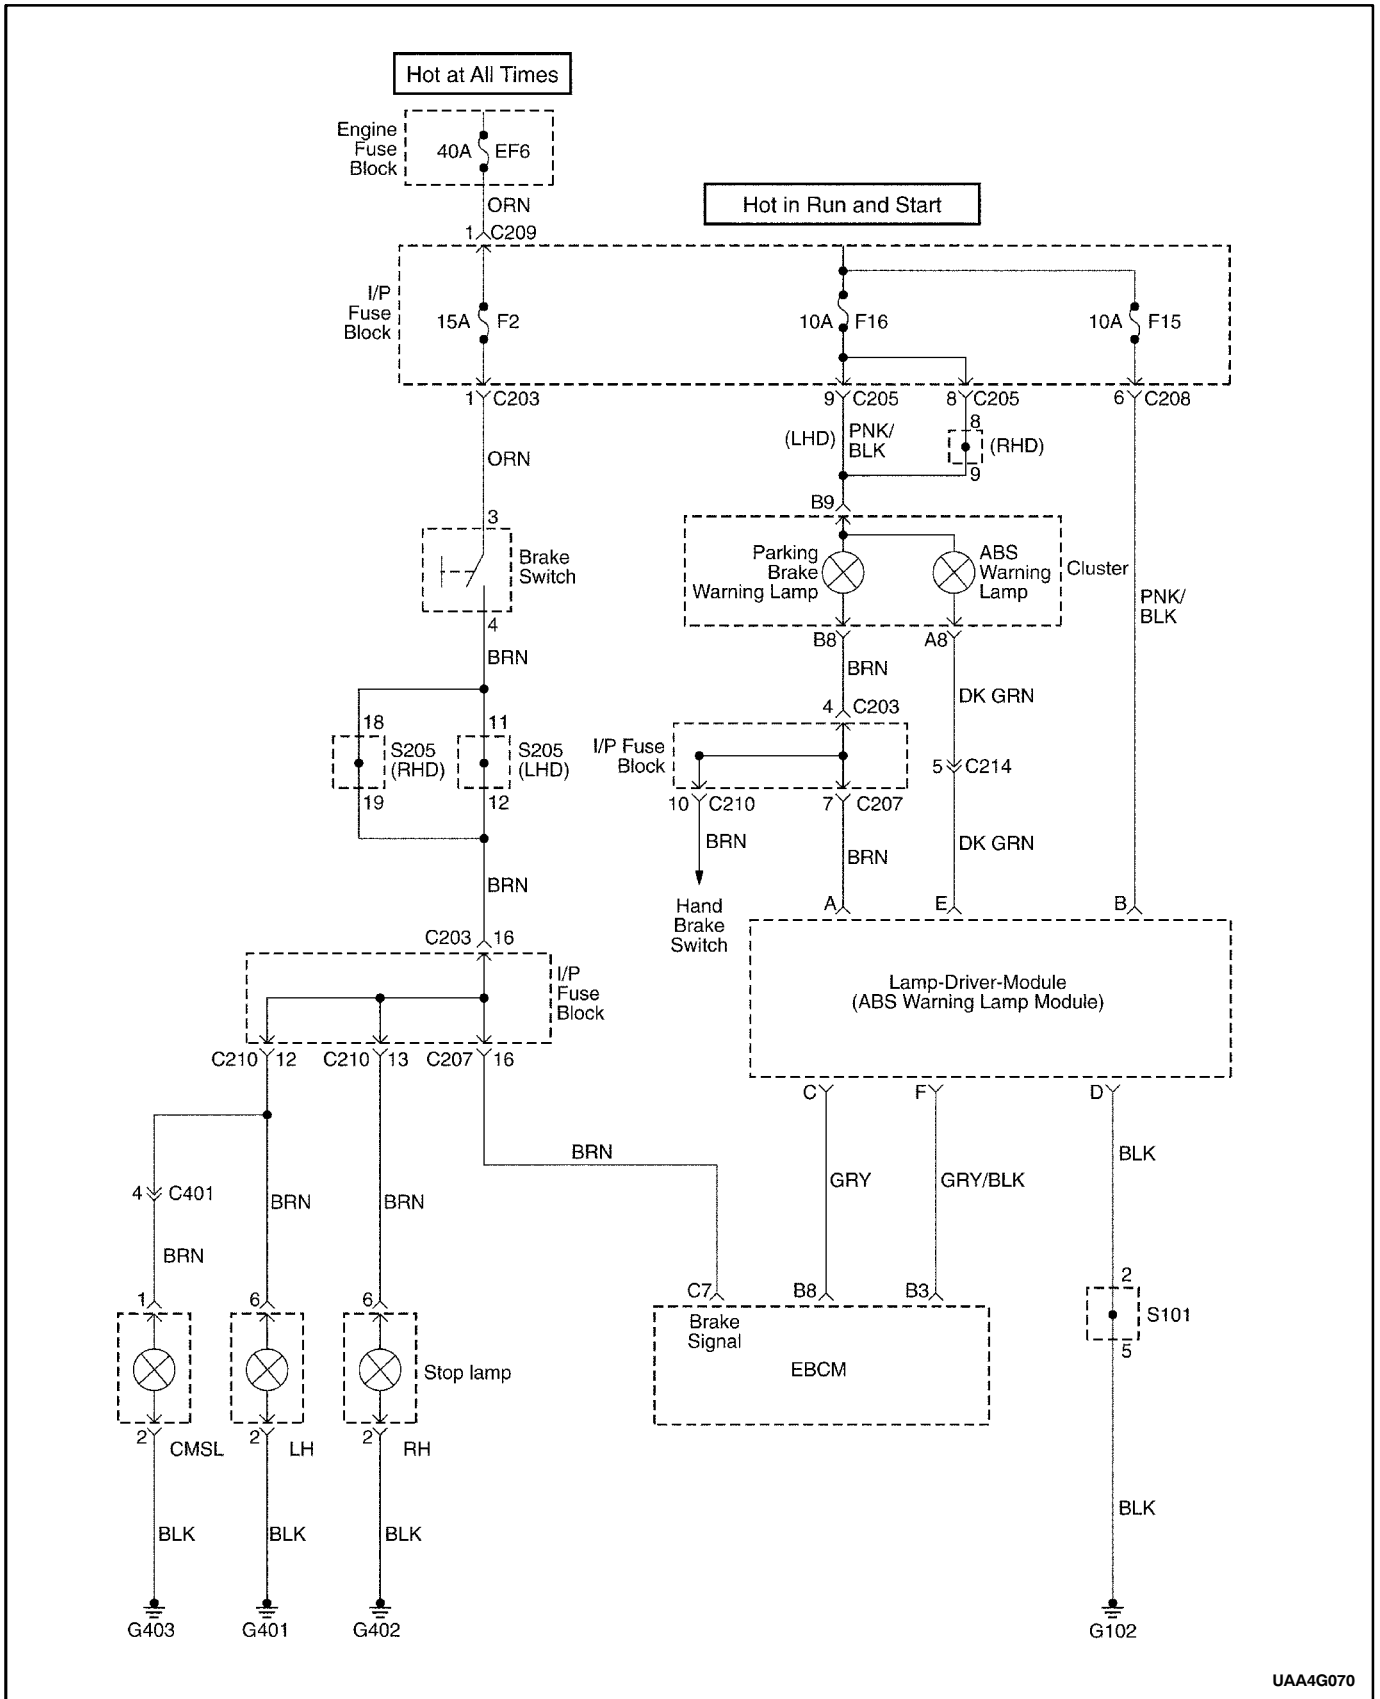 Hot at All Times
Engine
Fuse
Block
40A EF6
ORN
1 C209
Hot in Run and Start
I/P
Fuse
Block
15A F2
10A F16
10A F15
1 C203
9 C205
8 C205
6 C208
(LHD)
PNK/
BLK
8
(RHD)
9
ORN
B9
3
Brake
Switch
4
Parking
Brake
Warning Lamp
ABS
Warning
Lamp
Cluster
PNK/
BLK
B8
A8
BRN
BRN
DK GRN
4 C203
18
S205
(RHD)
19
11
S205
(LHD)
12
I/P Fuse
Block
5 C214
10 C210
7 C207
BRN
BRN
DK GRN
BRN
Hand
Brake
Switch
A
E
B
C203 16
I/P
Fuse
Block
Lamp-Driver-Module
(ABS Warning Lamp Module)
C210 12
C210 13
C207 16
C
F
D
BRN
BLK
4 C401
BRN
BRN
GRY
GRY/BLK
BRN
1
6
6
C7
B8
B3
2
S101
5
Brake
Signal
EBCM
Stop lamp
2 CMSL
2 LH
2 RH
BLK
BLK
BLK
BLK
G403
G401
G402
G102
UAA4G070